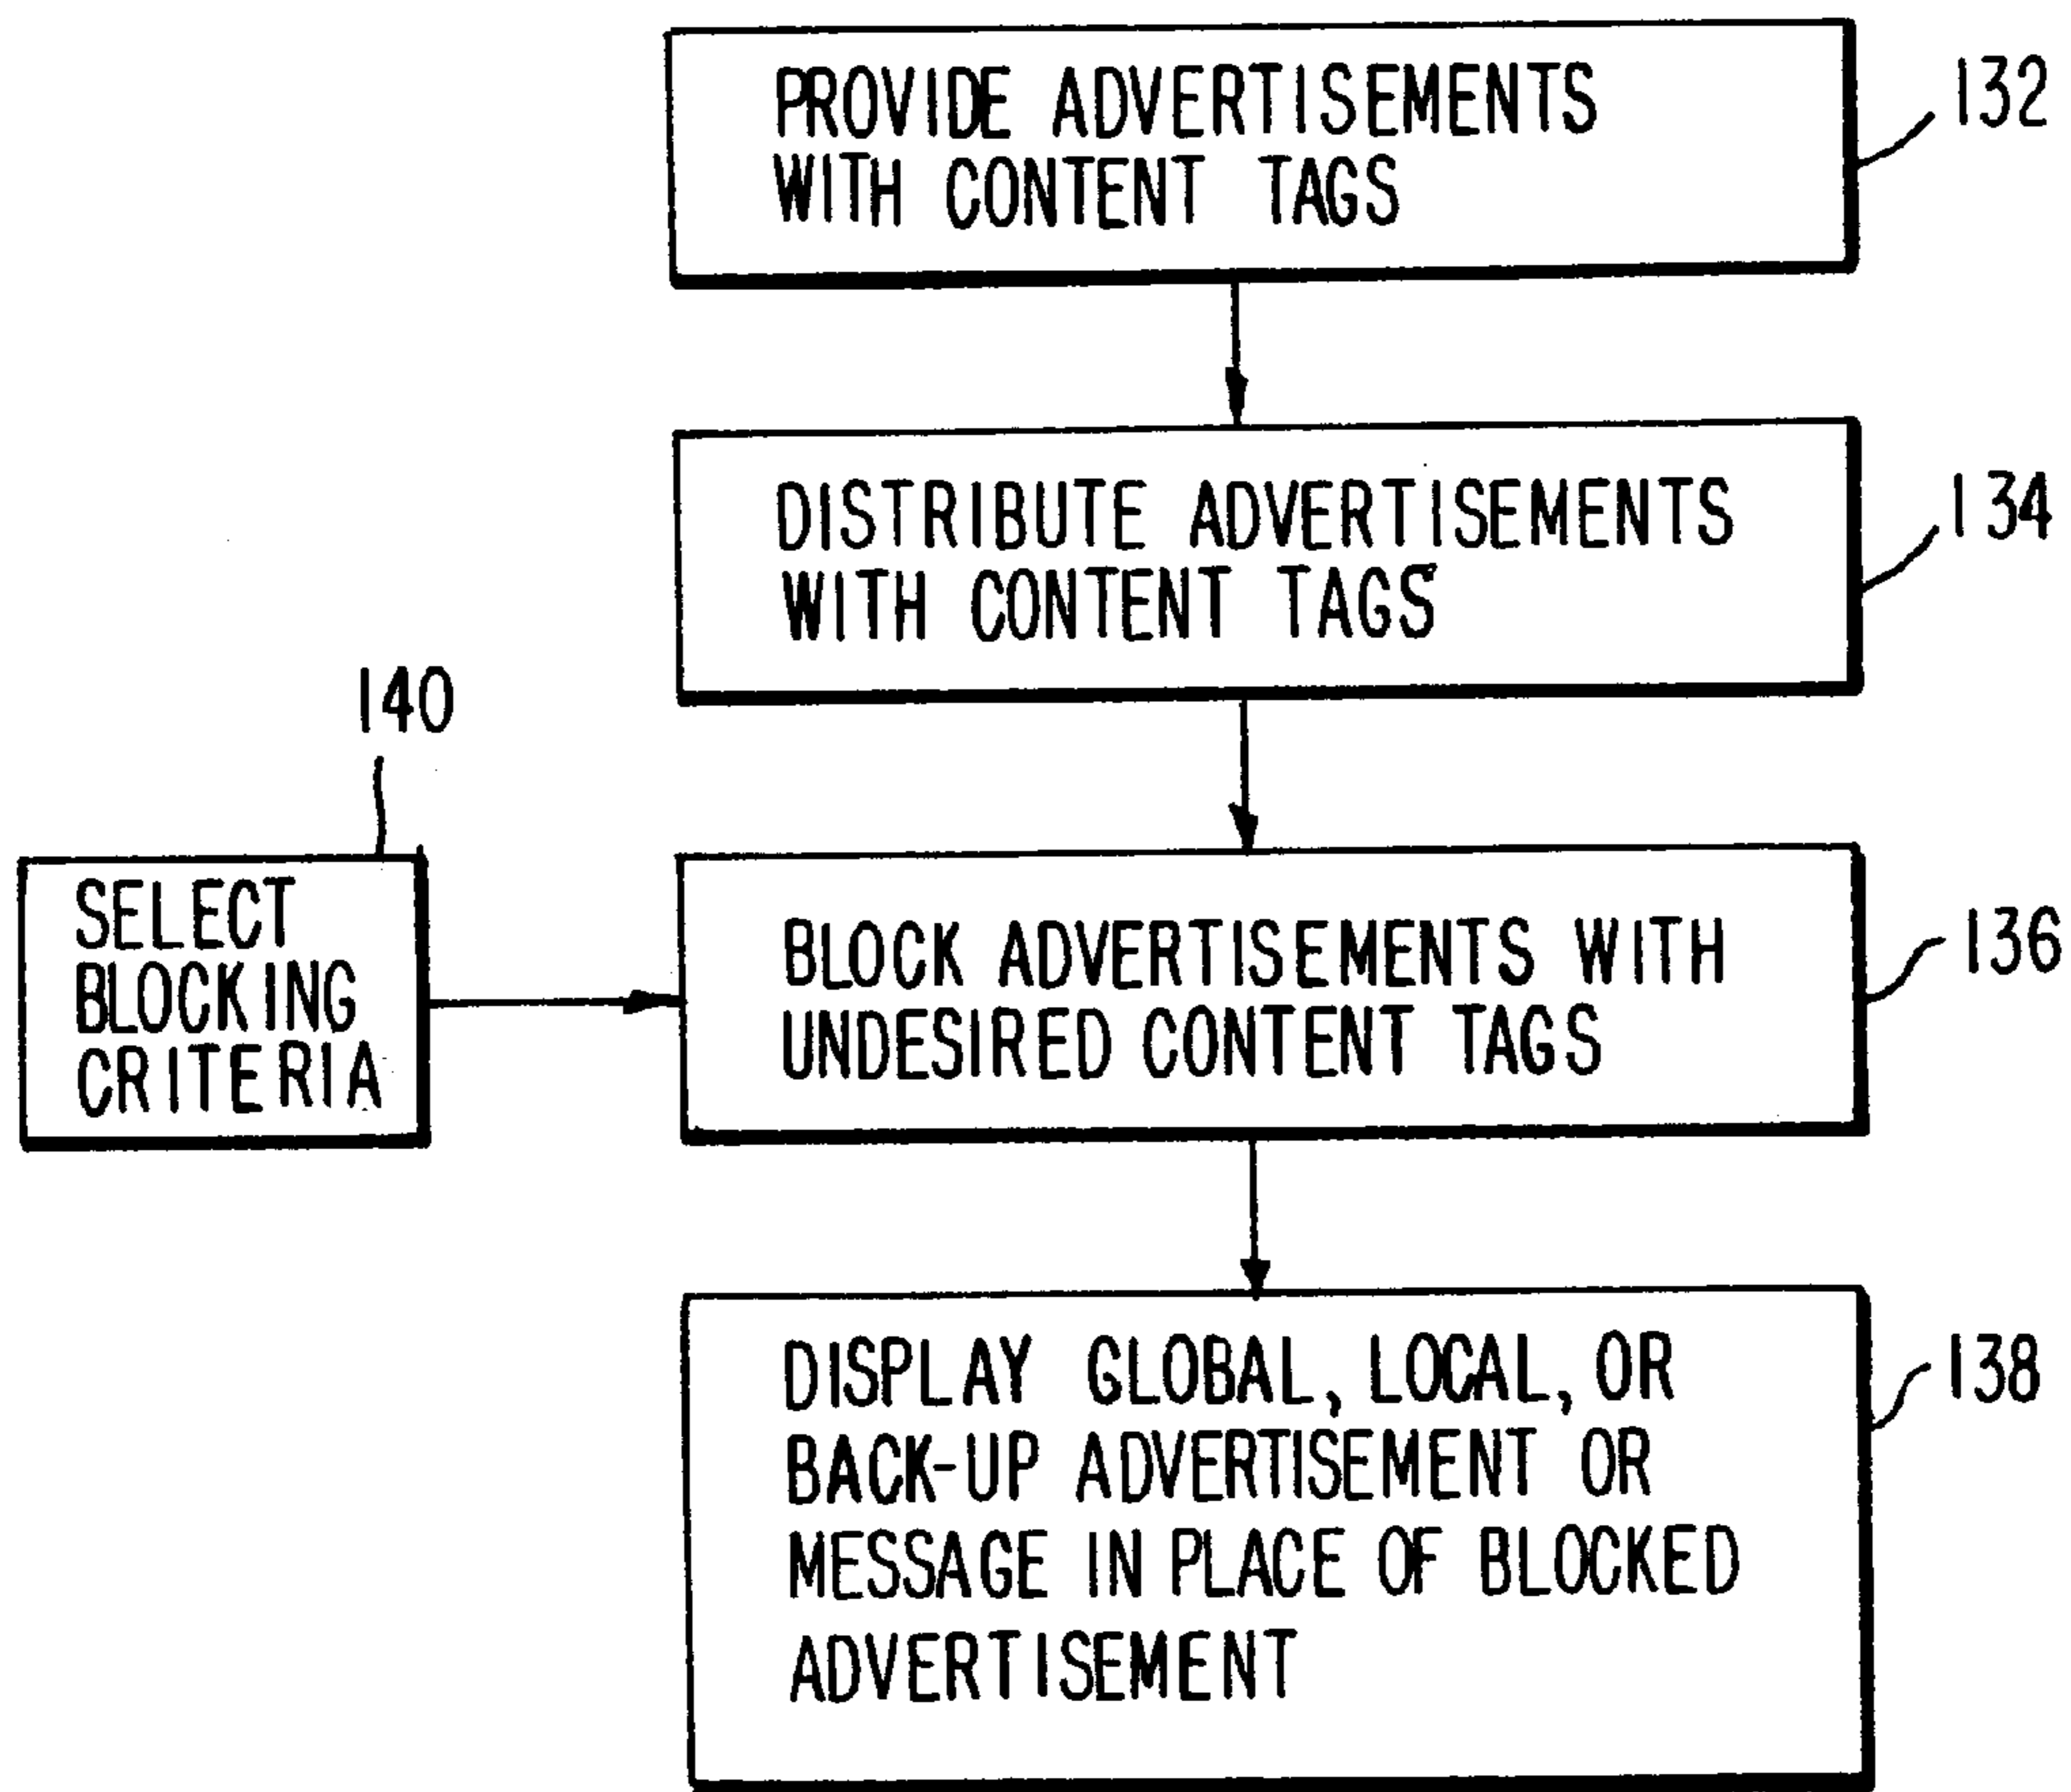 PROVIDE ADVERTISEMENTS
WITH CONTENT TAGS
132
DISTRIBUTE ADVERTISEMENTS
WITH CONTENT TAGS
134
140
SELECT
BLOCKING
CRITERIA
BLOCK ADVERTISEMENTS WITH
UNDESIRED CONTENT TAGS
136
DISPLAY GLOBAL, LOCAL, OR
BACK-UP ADVERTISEMENT OR
MESSAGE IN PLACE OF BLOCKED
ADVERTISEMENT
138